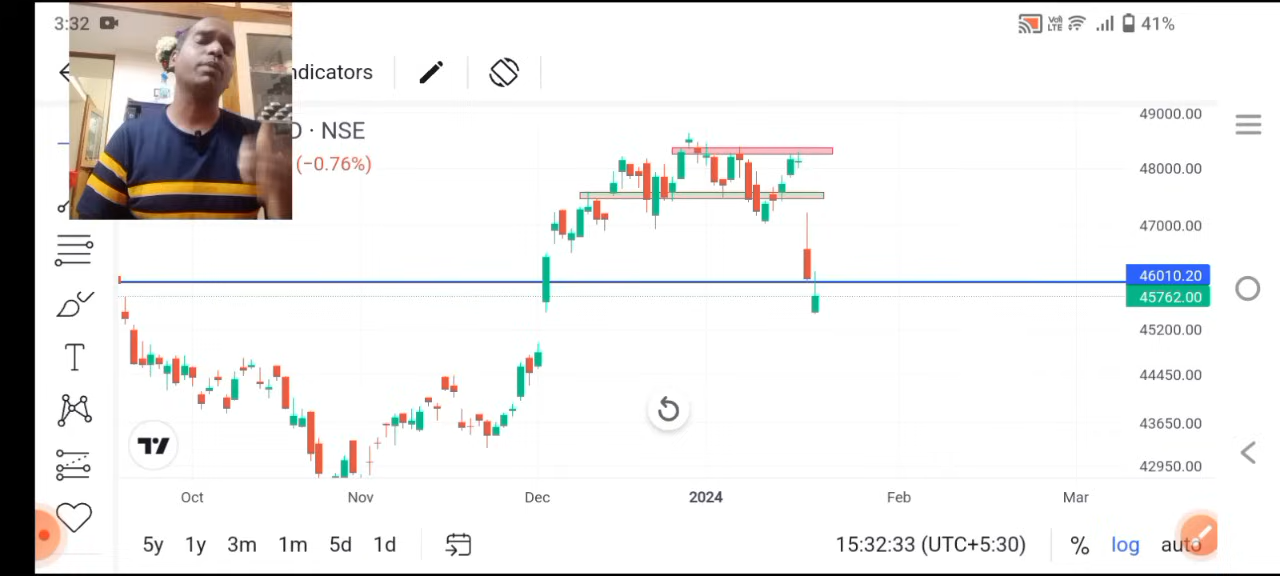 3:32
Vo)
LTE
41%
ndicators
· NSE
(−0.76%)
49000.00
48000.00
47000.00
46010.20
45762.00
45200.00
44450.00
43650.00
42950.00
T
Oct Nov Dec 2024 Feb Mar
5y 1y 3m 1m 5d 1d 15:32:33 (UTC+5:30) % log auto